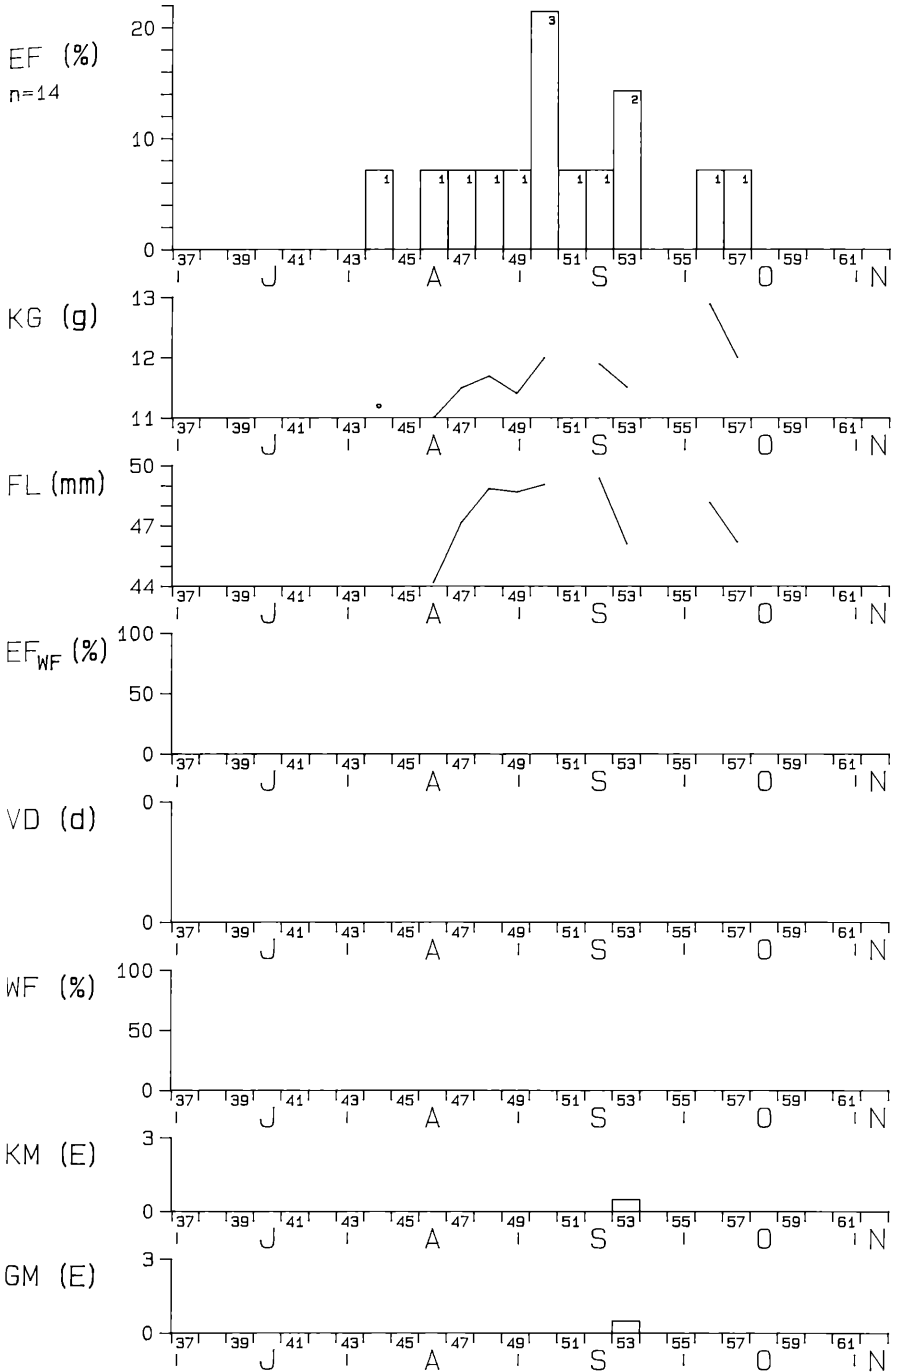 20
EF (%)
n=14
10
0
3
2
1 1 1 1 1 1 1 1 1
37 39 41 43 45 47 49 51 53 55 57 59 61
J A S O N
KG (g)
13
12
11
37 39 41 43 45 47 49 51 53 55 57 59 61
J A S O N
FL (mm)
50
47
44
37 39 41 43 45 47 49 51 53 55 57 59 61
J A S O N
EFWF (%)
100
50
0
37 39 41 43 45 47 49 51 53 55 57 59 61
J A S O N
VD (d)
0
0
37 39 41 43 45 47 49 51 53 55 57 59 61
J A S O N
WF (%)
100
50
0
37 39 41 43 45 47 49 51 53 55 57 59 61
J A S O N
KM (E)
3
0
37 39 41 43 45 47 49 51 53 55 57 59 61
J A S O N
GM (E)
3
0
37 39 41 43 45 47 49 51 53 55 57 59 61
J A S O N